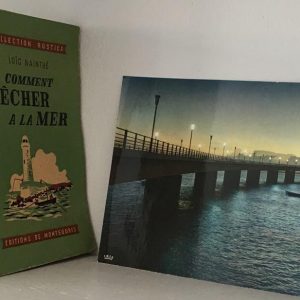 COLLECTION RUSTICA
LOÏC NAINTRÉ
COMMENT
PÊCHER
A LA MER
ÉDITIONS DE MONTSOURIS